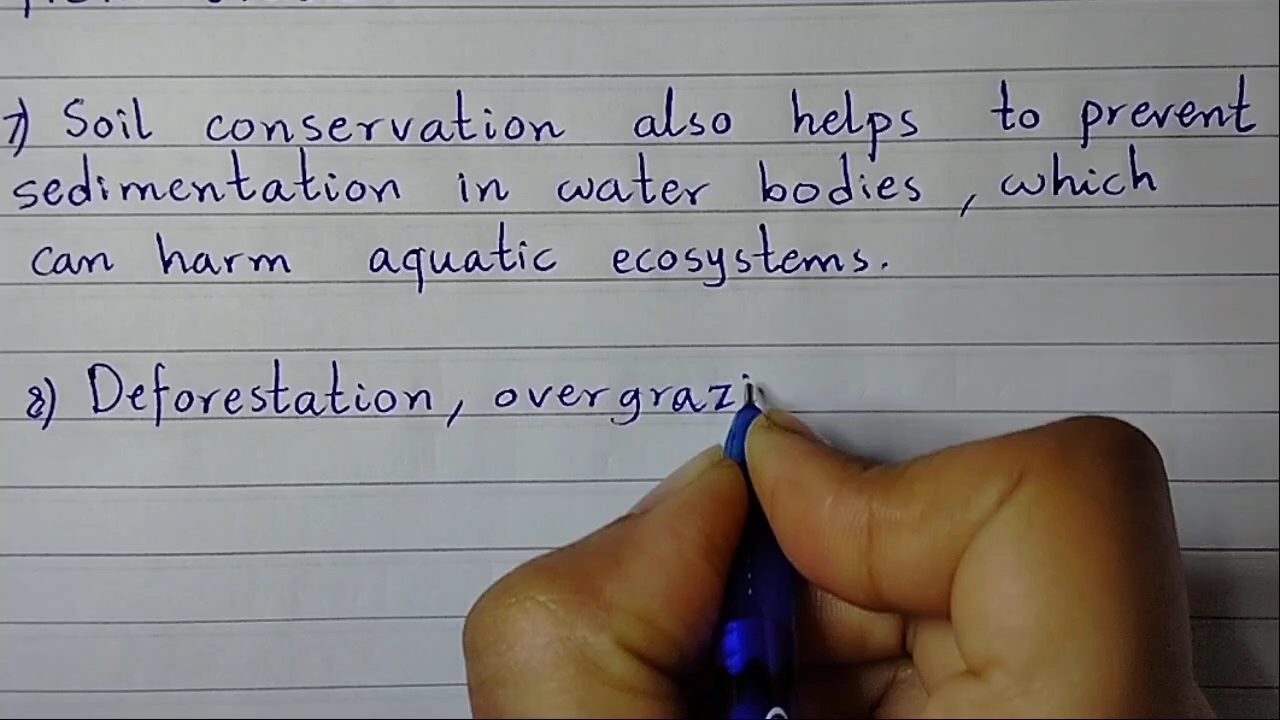 7) Soil conservation also helps to prevent
sedimentation in water bodies, which
can harm aquatic ecosystems.
8) Deforestation, overgrazi